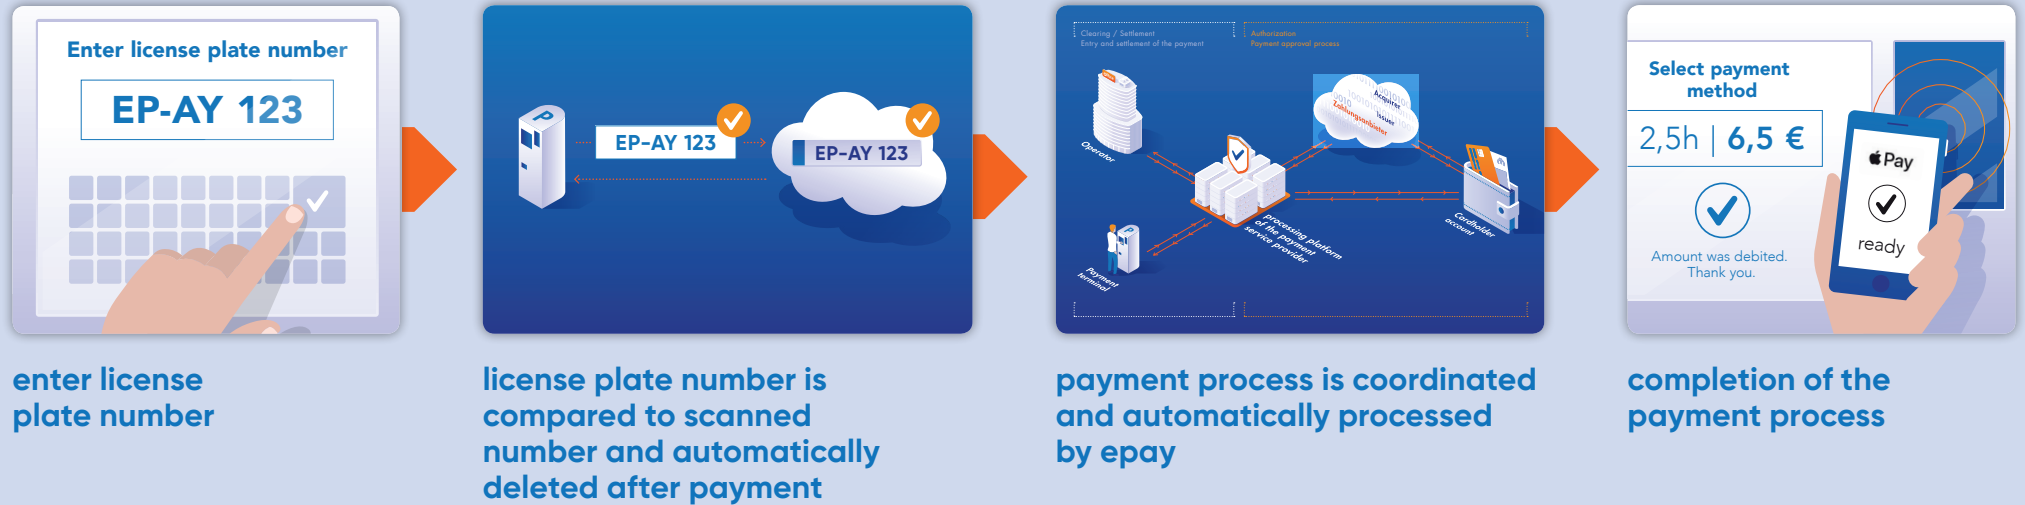 Enter license plate number
EP-AY 123
enter license
plate number
P
EP-AY 123
EP-AY 123
license plate number is
compared to scanned
number and automatically
deleted after payment
Clearing / Settlement
Entry and settlement of the payment
Authorization
Payment approval process
Operator
Acquirer
Issuer
Zahlungsanbieter
processing platform
of the payment
service provider
Cardholder
account
P
Payment
terminal
payment process is coordinated
and automatically processed
by epay
Select payment
method
2,5h | 6,5 €
Amount was debited.
Thank you.
Pay
ready
completion of the
payment process